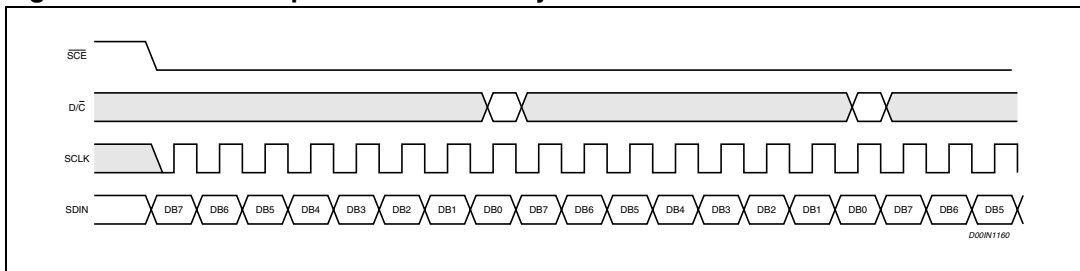 S̅C̅E̅
D/C̅
SCLK
SDIN DB7 DB6 DB5 DB4 DB3 DB2 DB1 DB0 DB7 DB6 DB5 DB4 DB3 DB2 DB1 DB0 DB7 DB6 DB5
D00IN1160